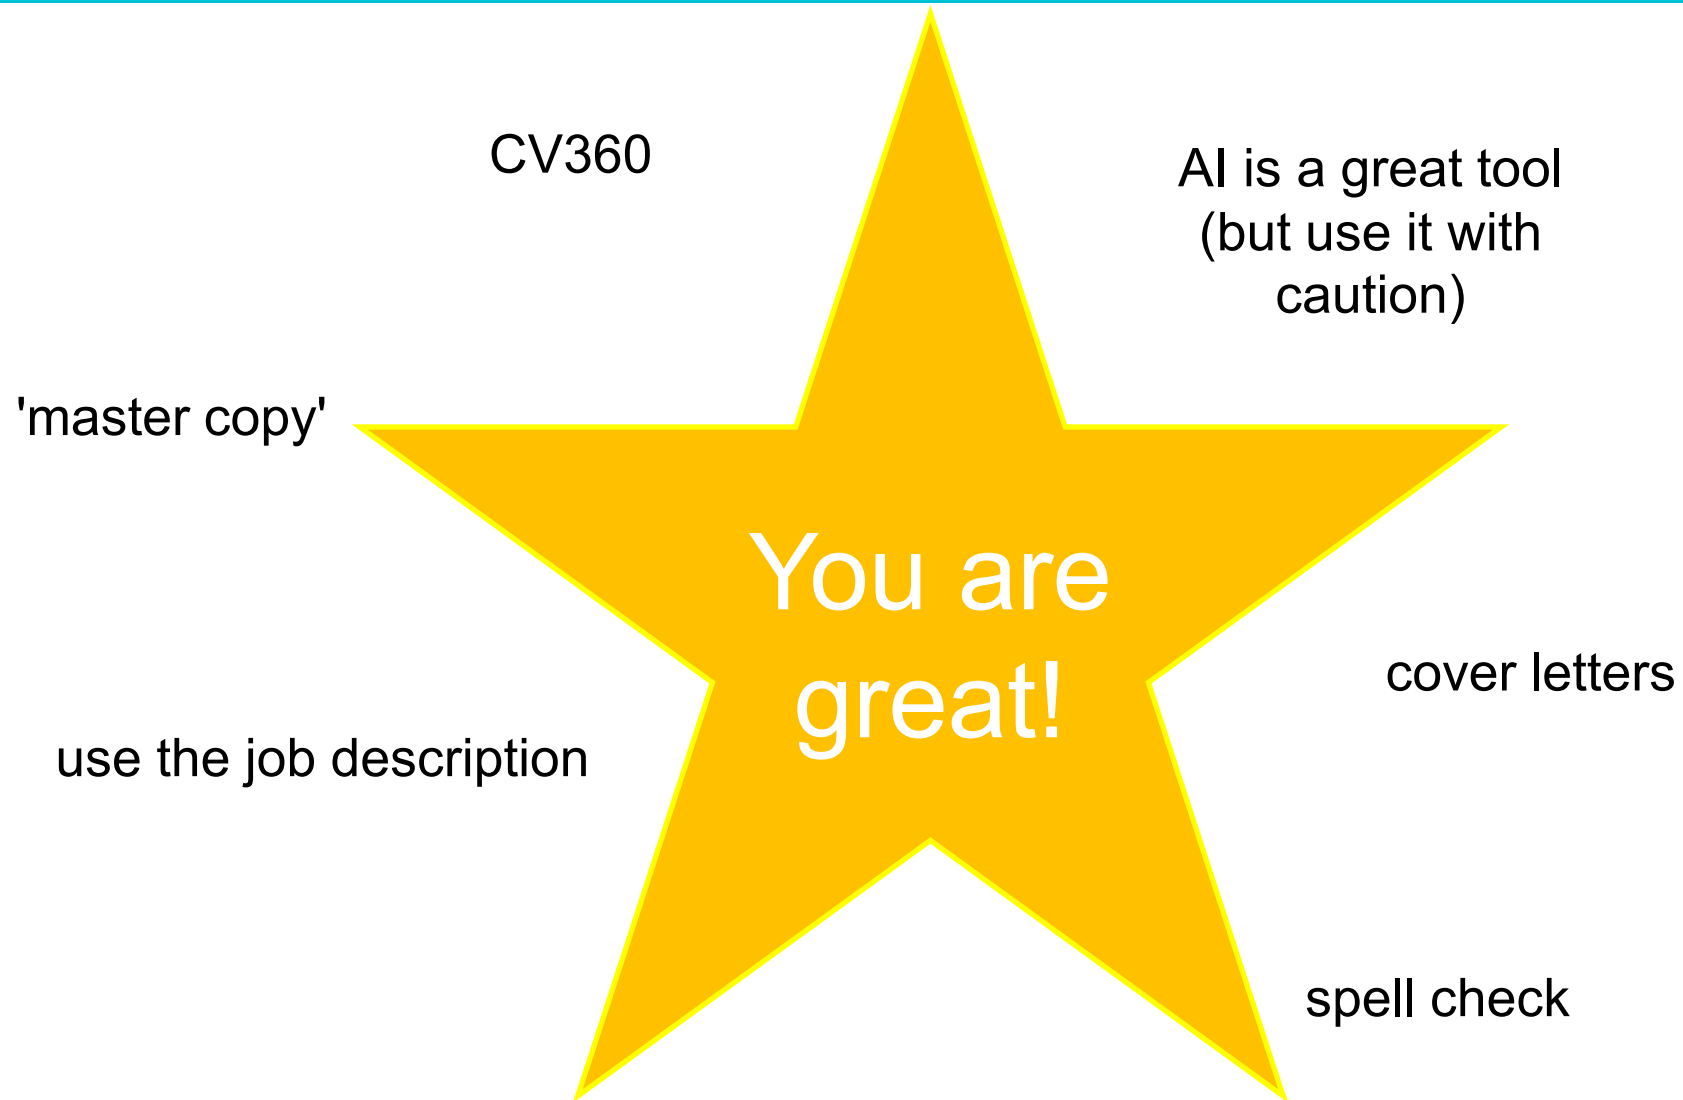 CV360
AI is a great tool
(but use it with
caution)
'master copy'
You are
great!
cover letters
use the job description
spell check